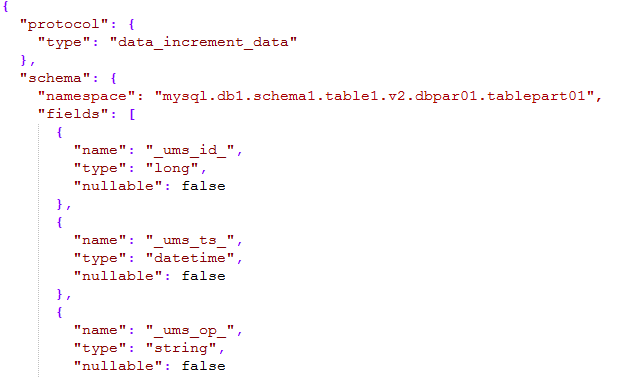 {
  "protocol": {
    "type": "data_increment_data"
  },
  "schema": {
    "namespace": "mysql.db1.schema1.table1.v2.dbpar01.tablepart01",
    "fields": [
      {
        "name": "_ums_id_",
        "type": "long",
        "nullable": false
      },
      {
        "name": "_ums_ts_",
        "type": "datetime",
        "nullable": false
      },
      {
        "name": "_ums_op_",
        "type": "string",
        "nullable": false